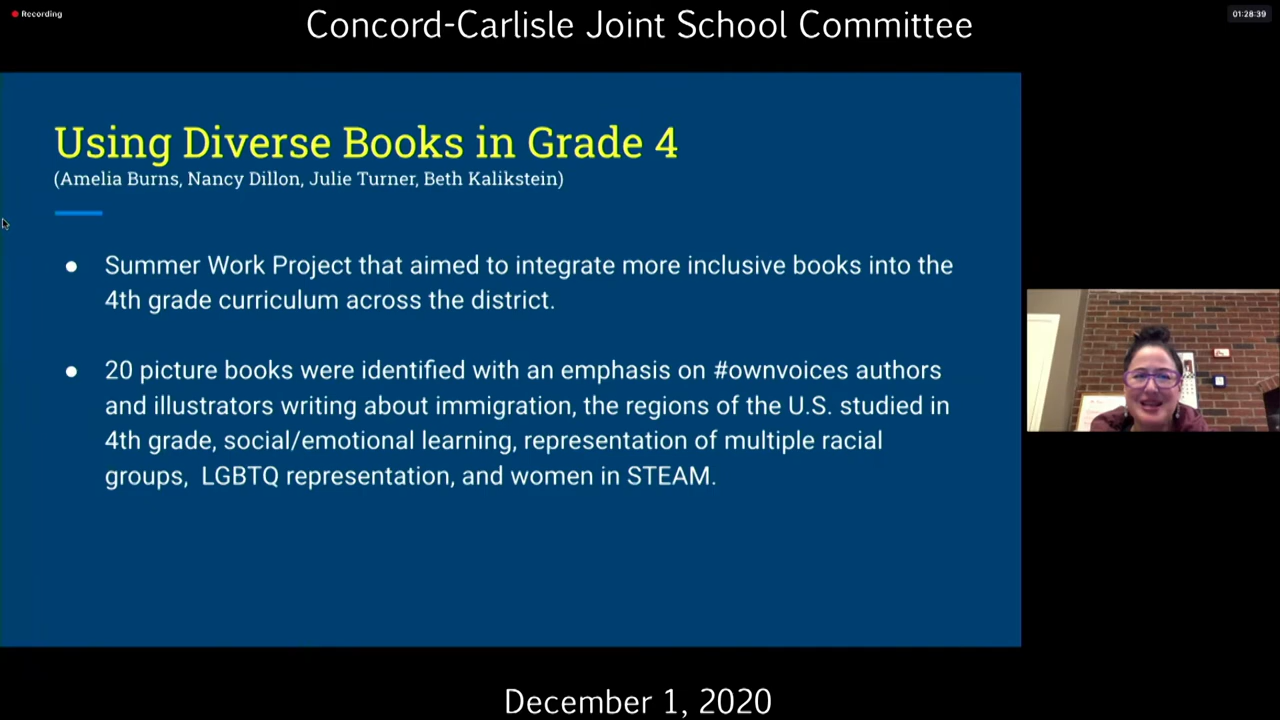 Recording
Concord-Carlisle Joint School Committee
01:28:39
Using Diverse Books in Grade 4
(Amelia Burns, Nancy Dillon, Julie Turner, Beth Kalikstein)
● Summer Work Project that aimed to integrate more inclusive books into the
4th grade curriculum across the district.
● 20 picture books were identified with an emphasis on #ownvoices authors
and illustrators writing about immigration, the regions of the U.S. studied in
4th grade, social/emotional learning, representation of multiple racial
groups, LGBTQ representation, and women in STEAM.
December 1, 2020